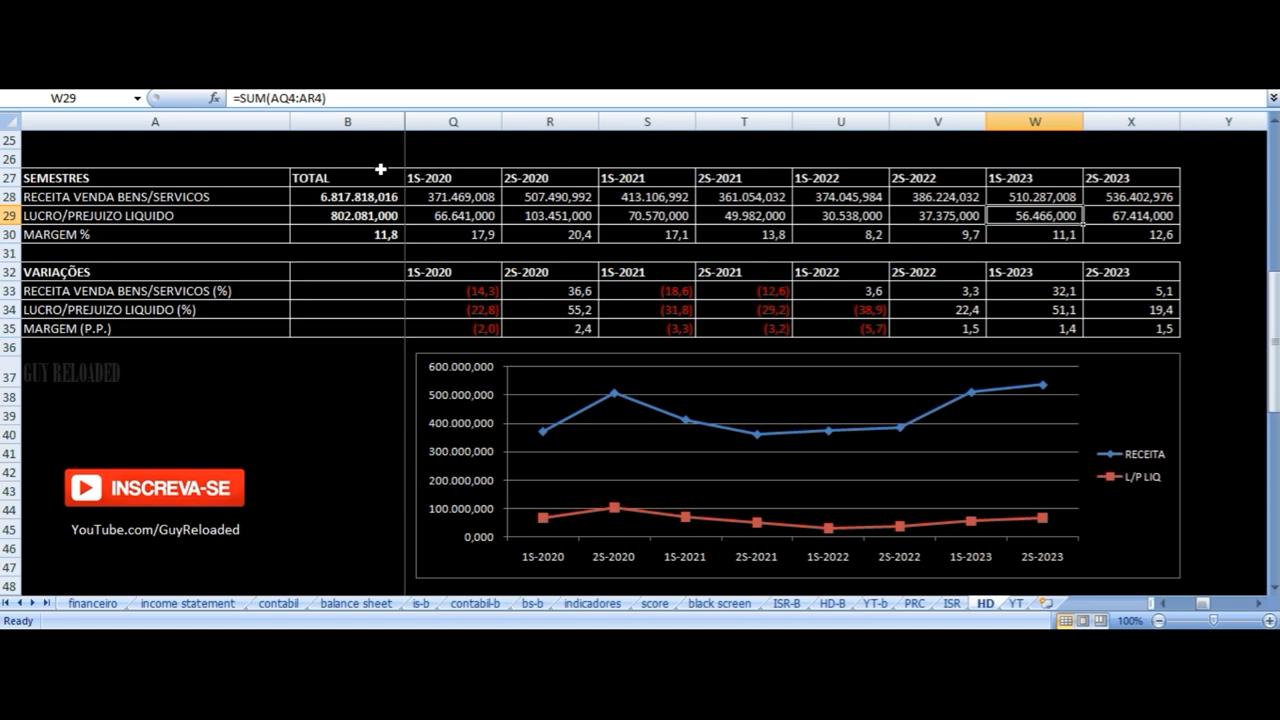 W29 fx =SUM(AQ4:AR4)
A B Q R S T U V W X Y
25
26
27 SEMESTRES TOTAL 1S-2020 2S-2020 1S-2021 2S-2021 1S-2022 2S-2022 1S-2023 2S-2023
28 RECEITA VENDA BENS/SERVICOS 6.817.818,016 371.469,008 507.490,992 413.106,992 361.054,032 374.045,984 386.224,032 510.287,008 536.402,976
29 LUCRO/PREJUIZO LIQUIDO 802.081,000 66.641,000 103.451,000 70.570,000 49.982,000 30.538,000 37.375,000 56.466,000 67.414,000
30 MARGEM % 11,8 17,9 20,4 17,1 13,8 8,2 9,7 11,1 12,6
31
32 VARIAÇÕES 1S-2020 2S-2020 1S-2021 2S-2021 1S-2022 2S-2022 1S-2023 2S-2023
33 RECEITA VENDA BENS/SERVICOS (%) (14,3) 36,6 (18,6) (12,6) 3,6 3,3 32,1 5,1
34 LUCRO/PREJUIZO LIQUIDO (%) (22,8) 55,2 (31,8) (29,2) (38,9) 22,4 51,1 19,4
35 MARGEM (P.P.) (2,0) 2,4 (3,3) (3,2) (5,7) 1,5 1,4 1,5
36
37 GUY RELOADED 600.000,000
38 500.000,000
39
40 400.000,000
41 300.000,000 RECEITA
42 200.000,000 L/P LIQ
43 INSCREVA-SE
44 100.000,000
45 YouTube.com/GuyReloaded 0,000
46 1S-2020 2S-2020 1S-2021 2S-2021 1S-2022 2S-2022 1S-2023 2S-2023
47
48
financeiro income statement contabil balance sheet is-b contabil-b bs-b indicadores score black screen ISR-B HD-B YT-b PRC ISR HD YT
Ready 100%